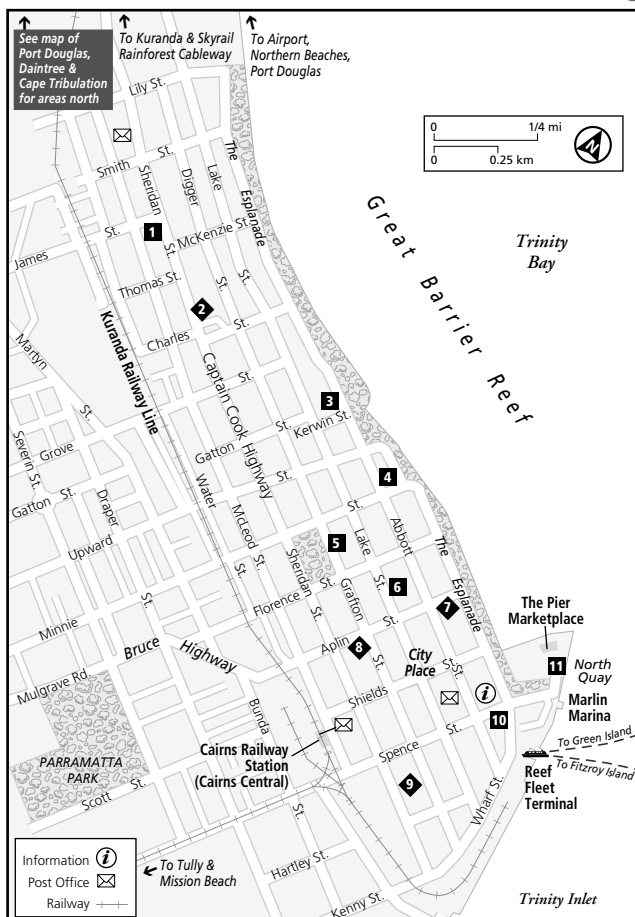 See map of
Port Douglas,
Daintree &
Cape Tribulation
for areas north
To Kuranda & Skyrail
Rainforest Cableway
To Airport,
Northern Beaches,
Port Douglas
0 1/4 mi
0 0.25 km
N
Lily St.
Smith St.
Sheridan St.
Digger St.
Lake St.
The Esplanade
James St.
1
McKenzie St.
Thomas St.
2
Charles St.
Kuranda Railway Line
Captain Cook Highway
Great Barrier Reef
Trinity
Bay
Martyn St.
Severin St.
Grove
Gatton St.
Draper St.
Upward St.
Minnie
Water St.
McLeod St.
Gatton St.
Kerwin St.
3
4
5
6
7
8
Lake St.
Abbott St.
The Esplanade
Sheridan St.
Grafton St.
Florence St.
Aplin St.
City
Place
The Pier
Marketplace
11
North
Quay
Marlin
Marina
i
10
To Green Island
To Fitzroy Island
Reef
Fleet
Terminal
Bruce Highway
Mulgrave Rd.
PARRAMATTA
PARK
Scott St.
Bunda St.
Shields St.
Spence St.
9
Cairns Railway
Station
(Cairns Central)
Wharf St.
Hartley St.
Kenny St.
To Tully &
Mission Beach
Trinity Inlet
Information i
Post Office
Railway